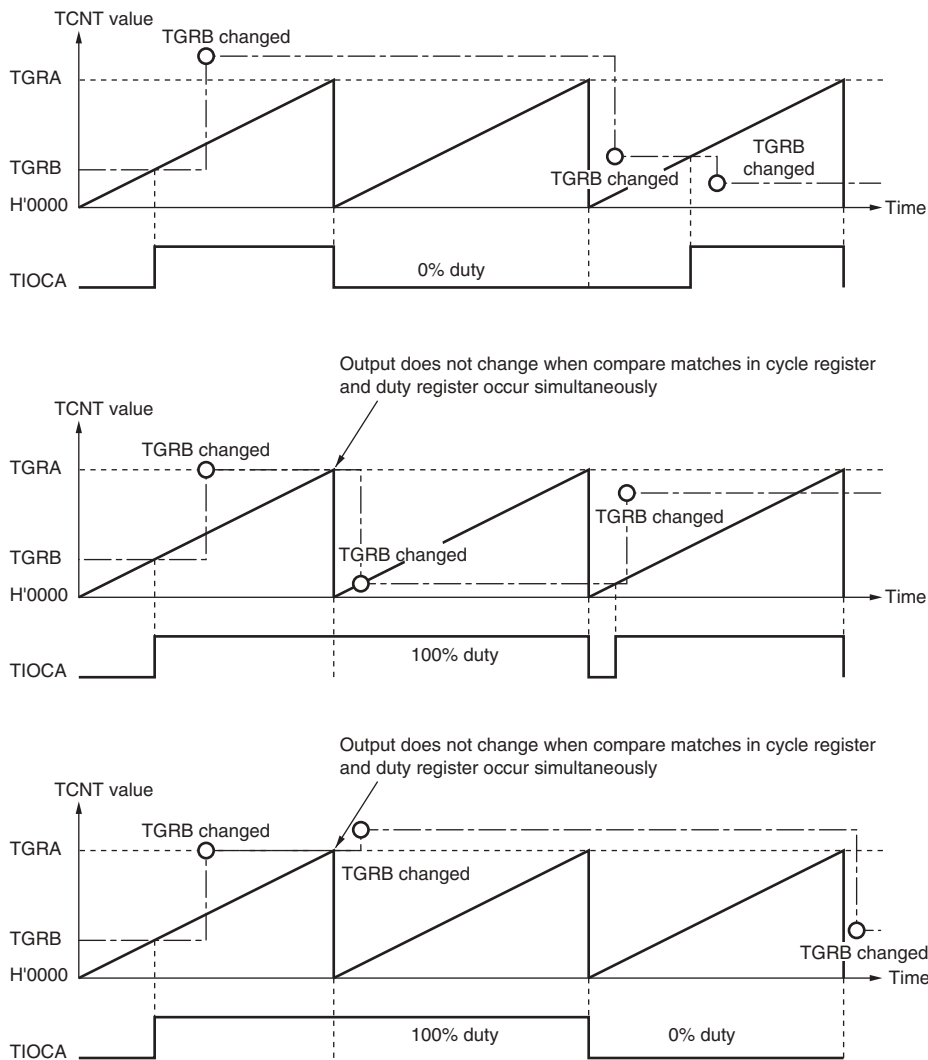 TCNT value
TGRB changed
TGRA
TGRB
TGRB changed
TGRB changed
H'0000
Time
0% duty
TIOCA
Output does not change when compare matches in cycle register
and duty register occur simultaneously
TCNT value
TGRB changed
TGRA
TGRB changed
TGRB changed
TGRB
H'0000
Time
100% duty
TIOCA
Output does not change when compare matches in cycle register
and duty register occur simultaneously
TCNT value
TGRB changed
TGRA
TGRB changed
TGRB
TGRB changed
H'0000
Time
100% duty
0% duty
TIOCA